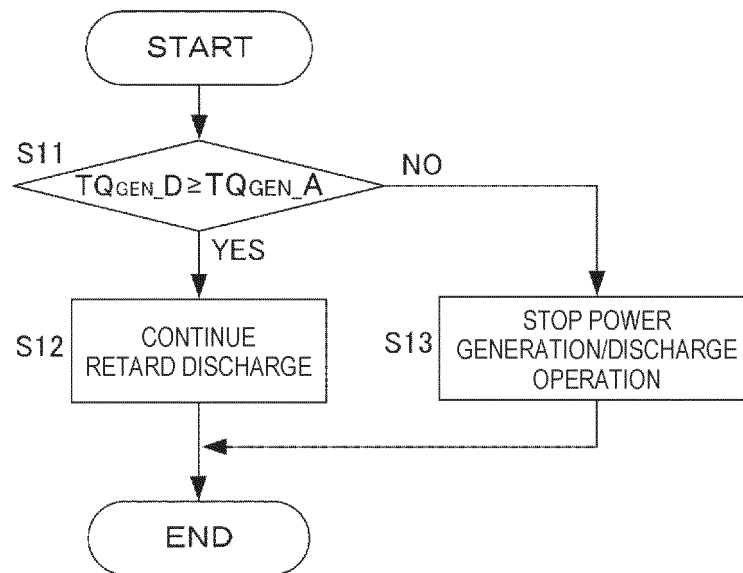 START
S11
TQGEN_D≥TQGEN_A
NO
YES
S12
CONTINUE
RETARD DISCHARGE
S13
STOP POWER
GENERATION/DISCHARGE
OPERATION
END